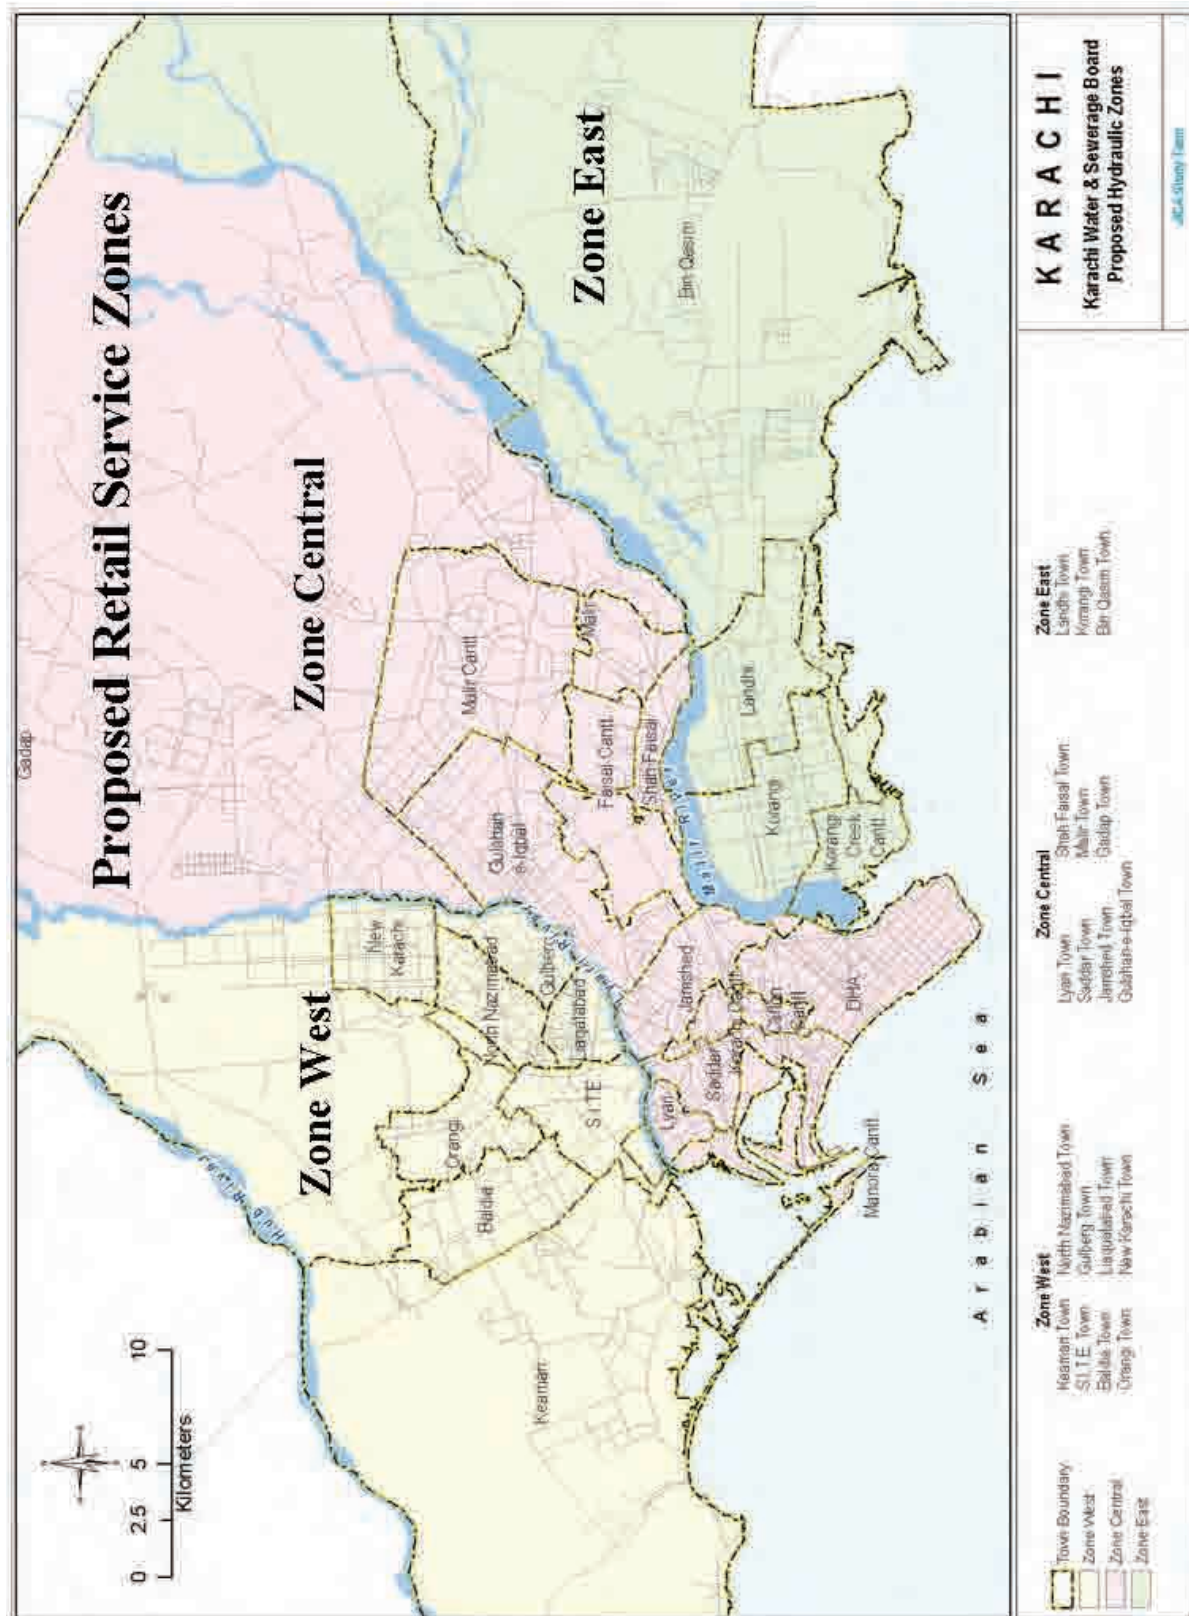 Proposed Retail Service Zones
Gadap
Zone Central
Zone West
Zone East
Hub River
New
Karachi
Malir Cantt
Orangi
North Nazimabad
Gulshan
e-Iqbal
Baldia
Gulberg
Liaqatabad
S.I.T.E
Lyari River
Malir
Faisal Cantt.
Shah Faisal
Bin Qasim
Keamari
Lyari
Jamshed
Saddar
Karachi Cantt
Malir River
Landhi
Clifton
Cantt
Korangi
DHA
Korangi
Creek
Cantt.
Manora Cantt.
Arabian Sea
0 2.5 5 10
Kilometers
Town Boundary
Zone West
Zone Central
Zone East
Zone West
Keamari Town North Nazimabad Town
S.I.T.E Town Gulberg Town
Baldia Town Liaquatabad Town
Orangi Town New Karachi Town
Zone Central
Lyari Town Shah Faisal Town
Saddar Town Malir Town
Jamshed Town Gadap Town
Gulshan-e-Iqbal Town
Zone East
Landhi Town
Korangi Town
Bin Qasim Town
KARACHI
Karachi Water & Sewerage Board
Proposed Hydraulic Zones
JICA Study Team